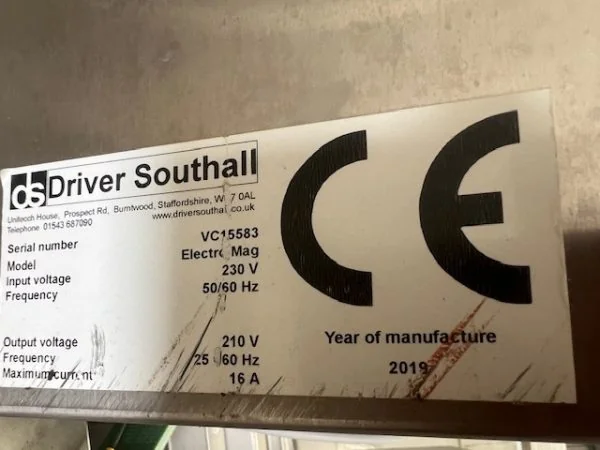 ds Driver Southall
Unitech House, Prospect Rd, Burntwood, Staffordshire, 0AL
Telephone 01543 687090 www.driversouthall.co.uk
Serial number VC15583
Model Electro Mag
Input voltage 230 V
Frequency 50/60 Hz
Output voltage 210 V
Frequency 25 60 Hz
Maximum current 16 A
CE
Year of manufacture
2019